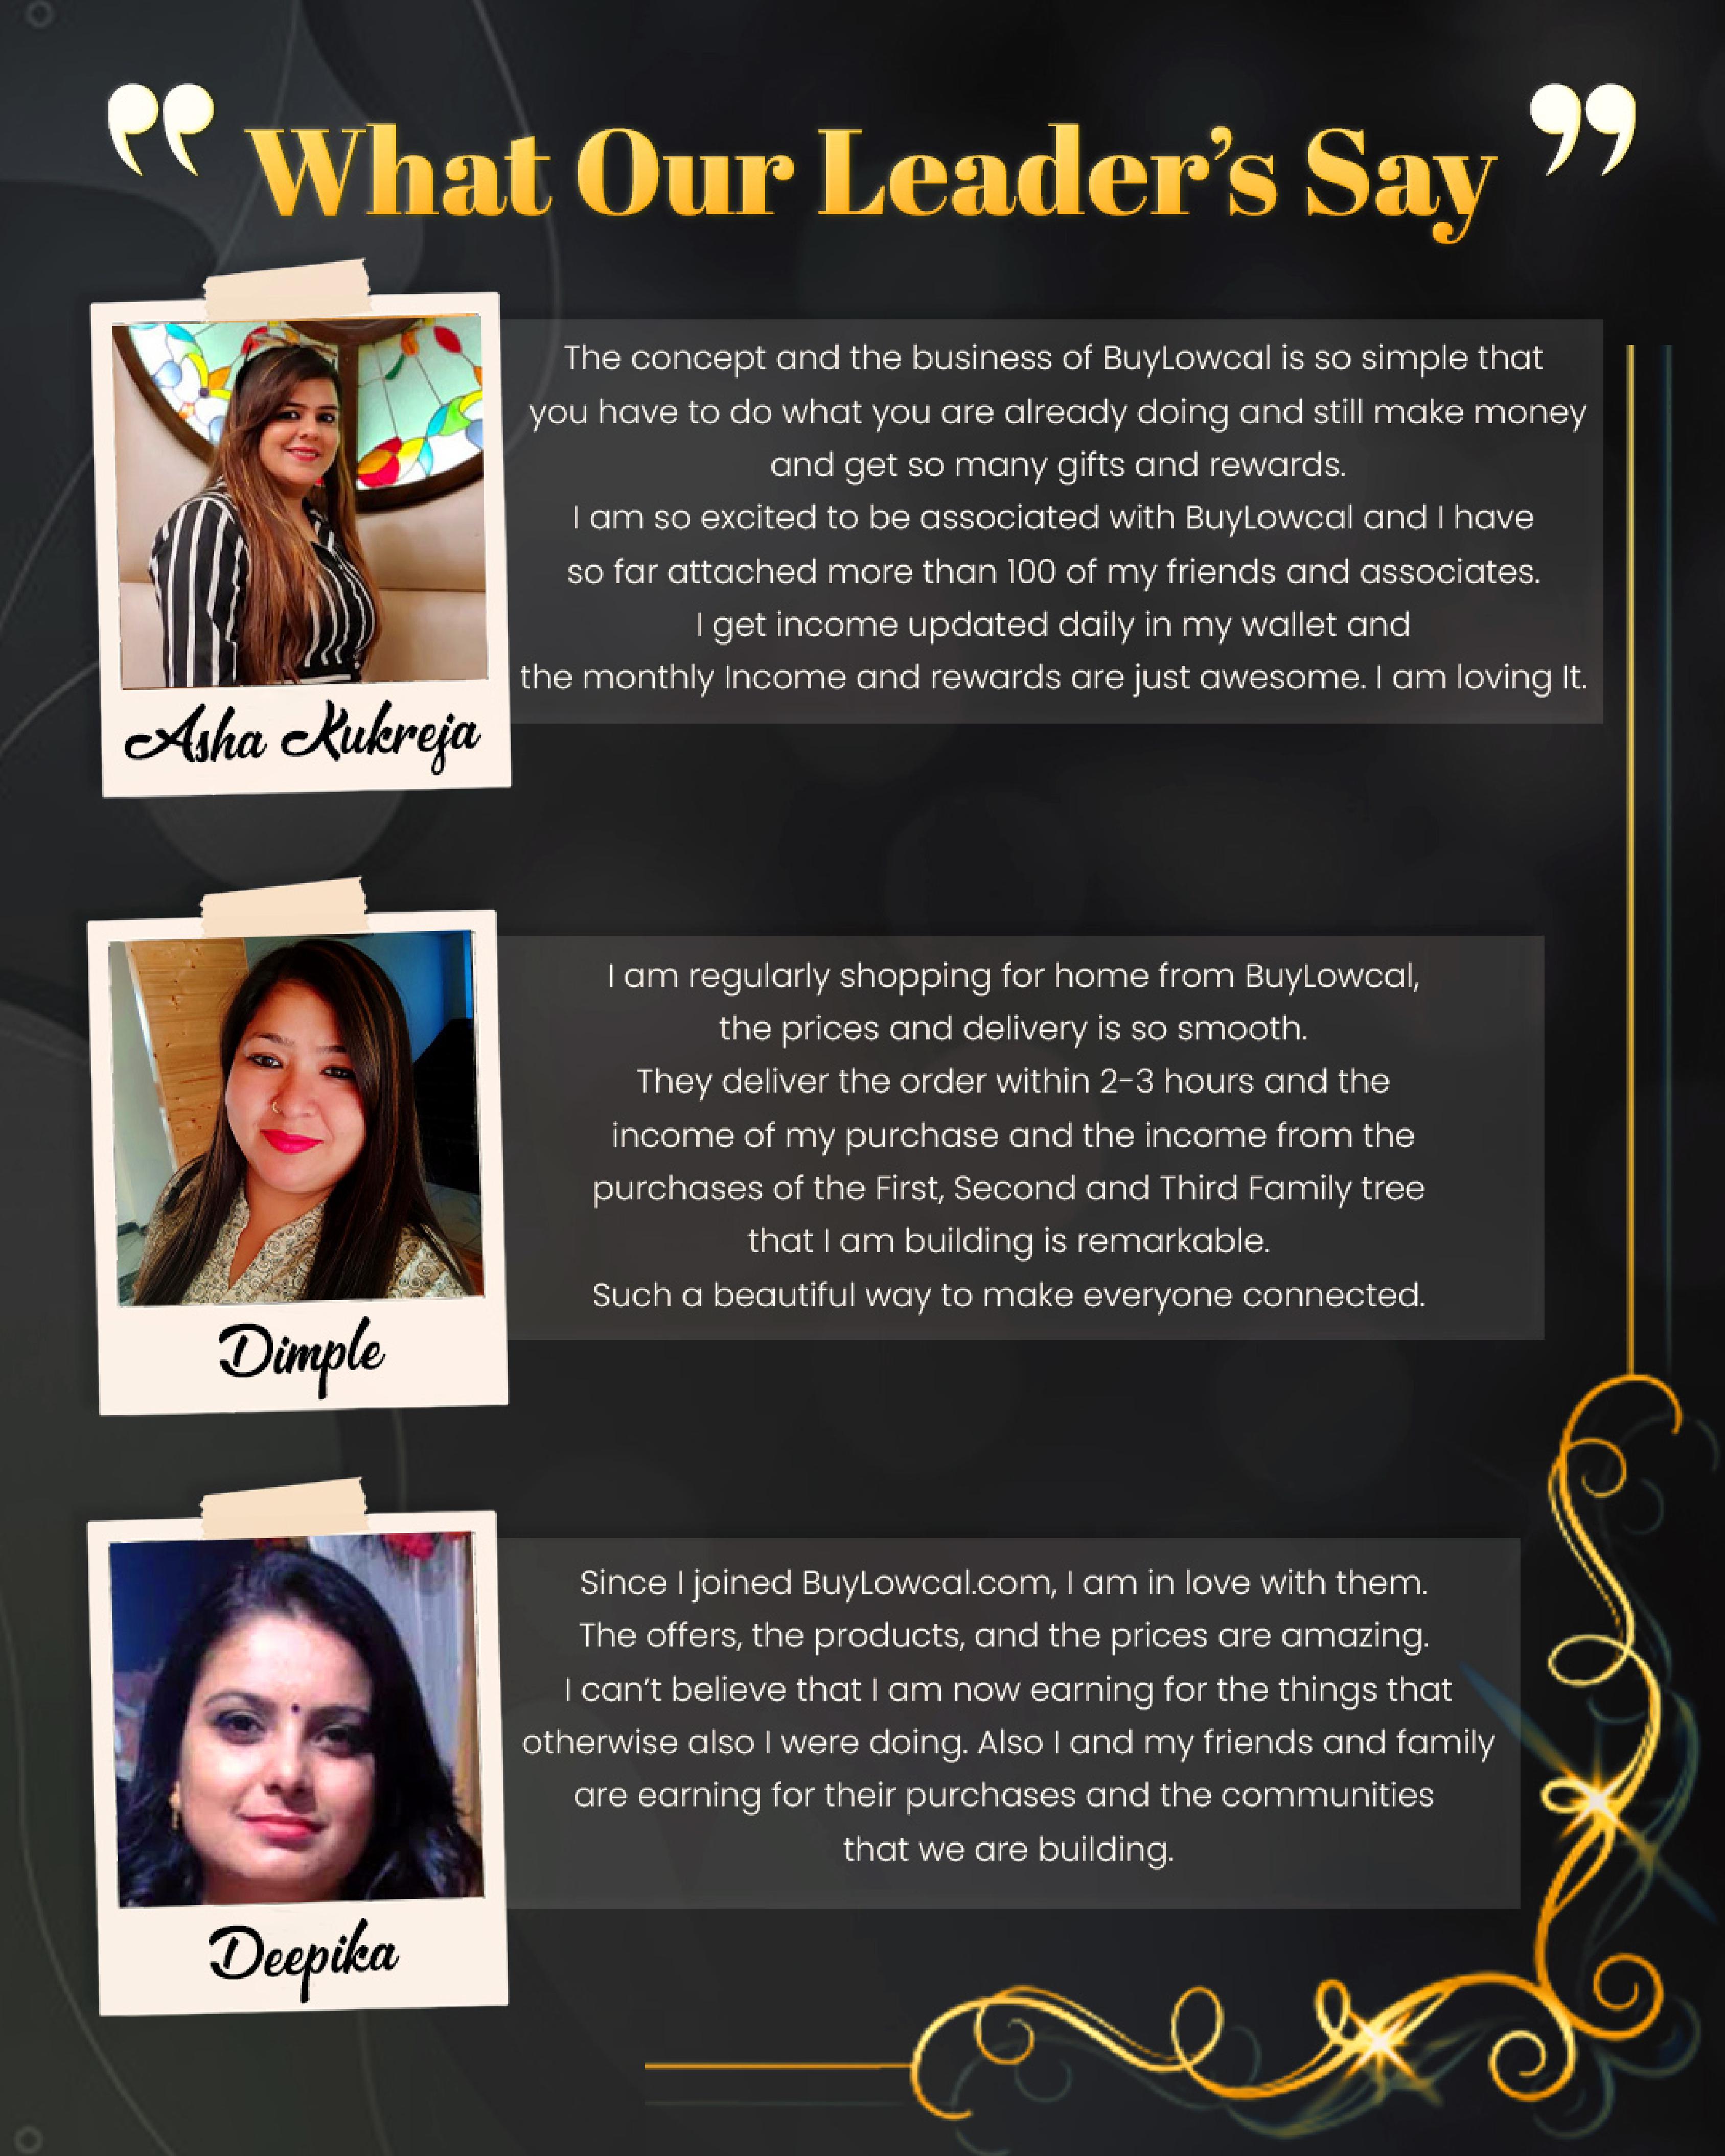 “ What Our Leader’s Say ”
The concept and the business of BuyLowcal is so simple that
you have to do what you are already doing and still make money
and get so many gifts and rewards.
I am so excited to be associated with BuyLowcal and I have
so far attached more than 100 of my friends and associates.
I get income updated daily in my wallet and
the monthly Income and rewards are just awesome. I am loving It.
Asha Kukreja
I am regularly shopping for home from BuyLowcal,
the prices and delivery is so smooth.
They deliver the order within 2-3 hours and the
income of my purchase and the income from the
purchases of the First, Second and Third Family tree
that I am building is remarkable.
Such a beautiful way to make everyone connected.
Dimple
Since I joined BuyLowcal.com, I am in love with them.
The offers, the products, and the prices are amazing.
I can’t believe that I am now earning for the things that
otherwise also I were doing. Also I and my friends and family
are earning for their purchases and the communities
that we are building.
Deepika